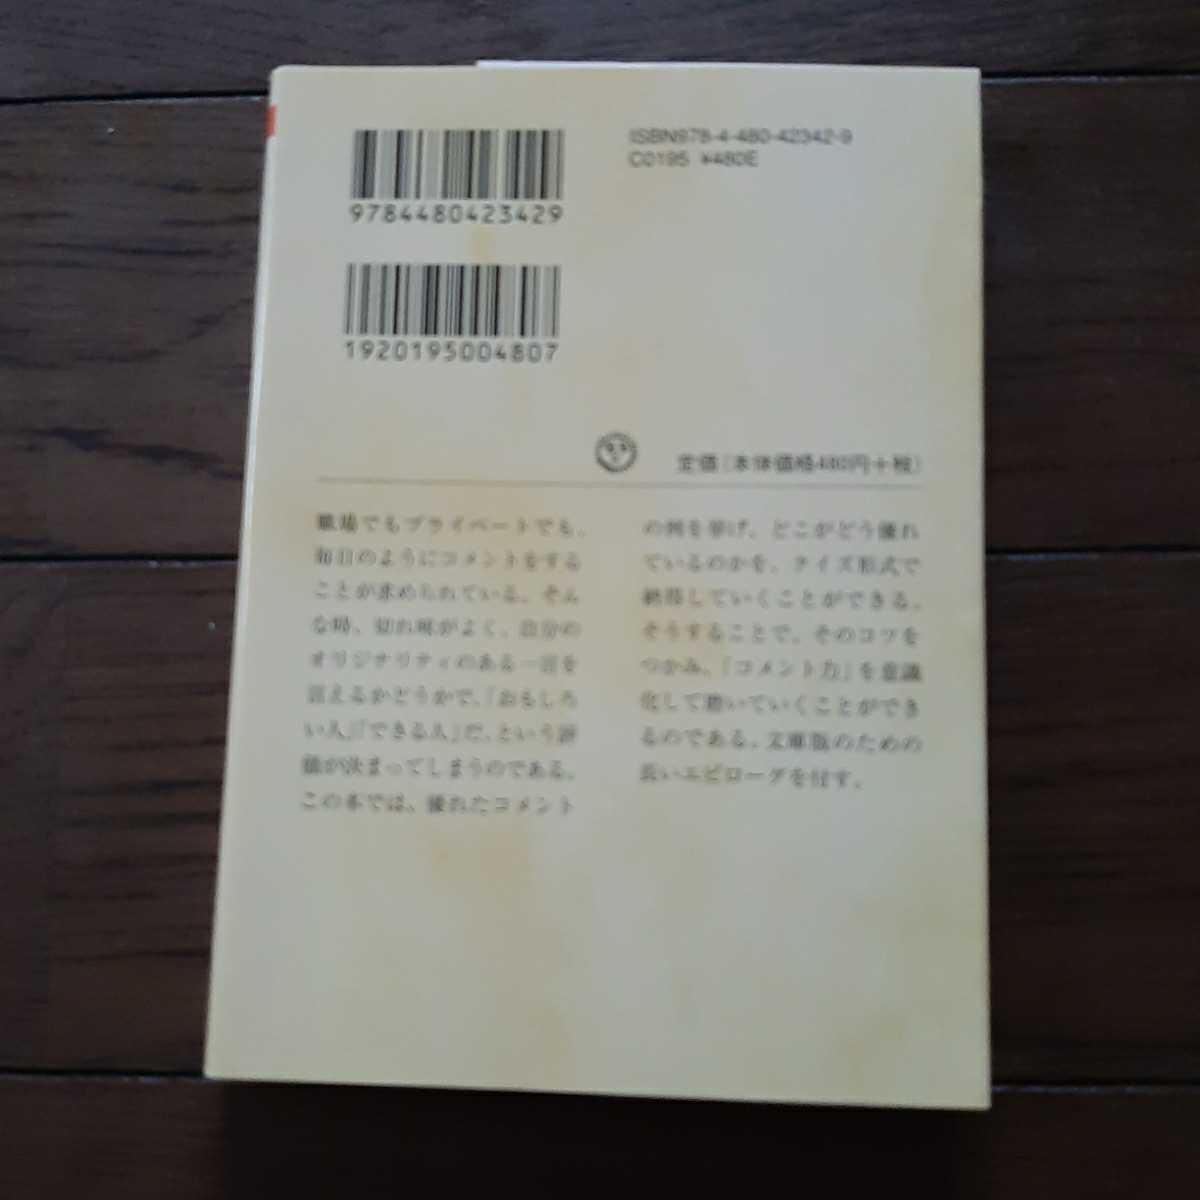 ISBN978-4-480-42342-9
C0195 ¥480E
9784480423429
1920195004807
定価(本体価格480円+税)
職場でもプライベートでも、
毎日のようにコメントをする
ことが求められている。そん
な時、切れ味がよく、自分の
オリジナリティのある一言を
言えるかどうかで、「おもしろ
い人」「できる人」だ、という評
価が決まってしまうのである。
この本では、優れたコメント
の例を挙げ、どこがどう優れ
ているのかを、クイズ形式で
納得していくことができる。
そうすることで、そのコツを
つかみ、「コメント力」を意識
化して磨いていくことができ
るのである。文庫版のための
長いエピローグを付す。